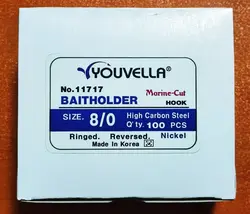 YOUVELLA®
No.11717 Marine-Cut
BAITHOLDER HOOK
SIZE. 8/0 High Carbon Steel
Q'ty. 100 PCS
Ringed. Reversed. Nickel
Made In Korea